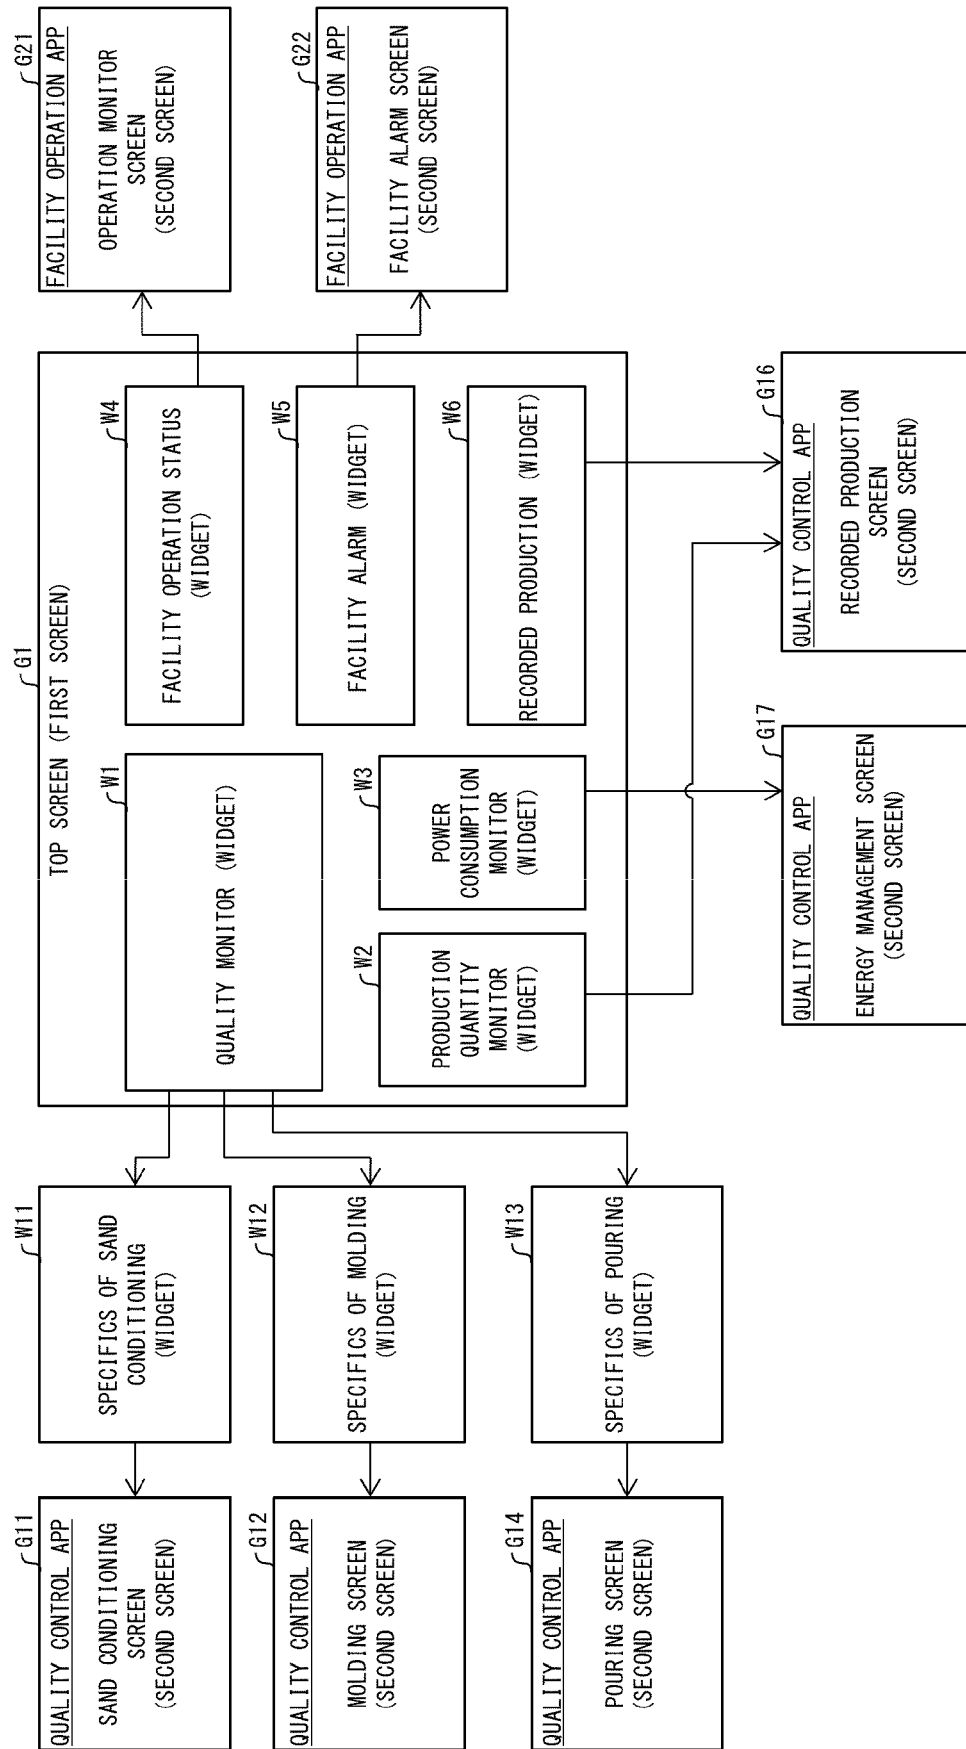 G1
TOP SCREEN (FIRST SCREEN)
W1
QUALITY MONITOR (WIDGET)
W4
FACILITY OPERATION STATUS
(WIDGET)
W5
FACILITY ALARM (WIDGET)
W2
PRODUCTION
QUANTITY
MONITOR
(WIDGET)
W3
POWER
CONSUMPTION
MONITOR
(WIDGET)
W6
RECORDED PRODUCTION (WIDGET)
G11
QUALITY CONTROL APP
SAND CONDITIONING
SCREEN
(SECOND SCREEN)
W11
SPECIFICS OF SAND
CONDITIONING
(WIDGET)
G12
QUALITY CONTROL APP
MOLDING SCREEN
(SECOND SCREEN)
W12
SPECIFICS OF MOLDING
(WIDGET)
G14
QUALITY CONTROL APP
POURING SCREEN
(SECOND SCREEN)
W13
SPECIFICS OF POURING
(WIDGET)
G21
FACILITY OPERATION APP
OPERATION MONITOR
SCREEN
(SECOND SCREEN)
G22
FACILITY OPERATION APP
FACILITY ALARM SCREEN
(SECOND SCREEN)
G17
QUALITY CONTROL APP
ENERGY MANAGEMENT SCREEN
(SECOND SCREEN)
G16
QUALITY CONTROL APP
RECORDED PRODUCTION
SCREEN
(SECOND SCREEN)